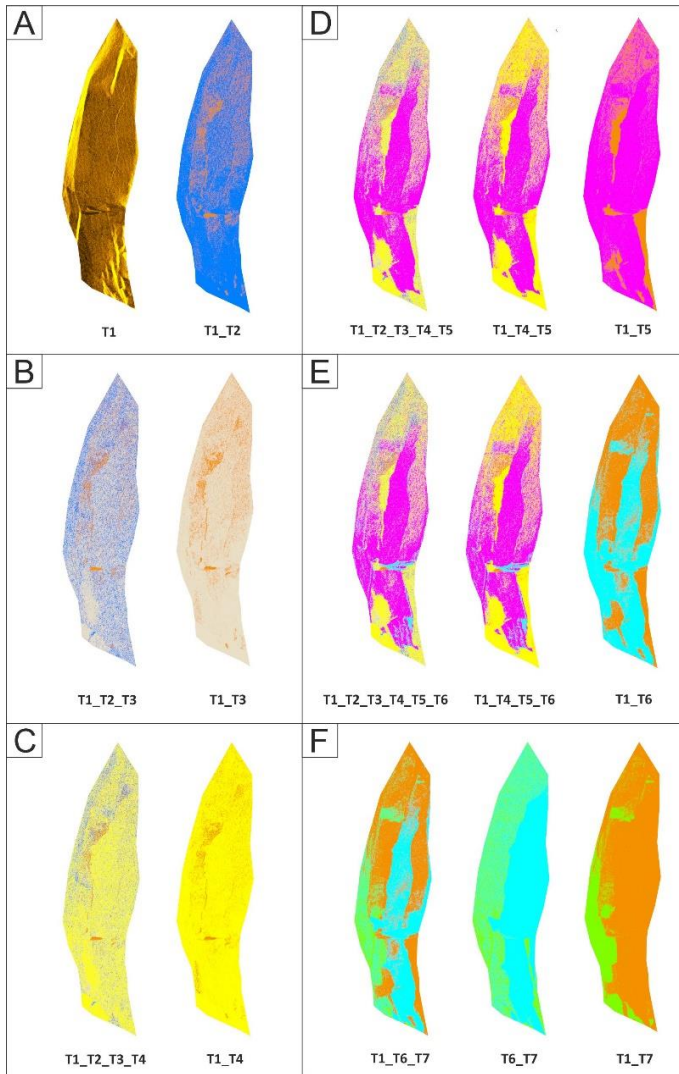 A
T1
T1_T2
B
T1_T2_T3
T1_T3
C
T1_T2_T3_T4
T1_T4
D
T1_T2_T3_T4_T5
T1_T4_T5
T1_T5
E
T1_T2_T3_T4_T5_T6
T1_T4_T5_T6
T1_T6
F
T1_T6_T7
T6_T7
T1_T7